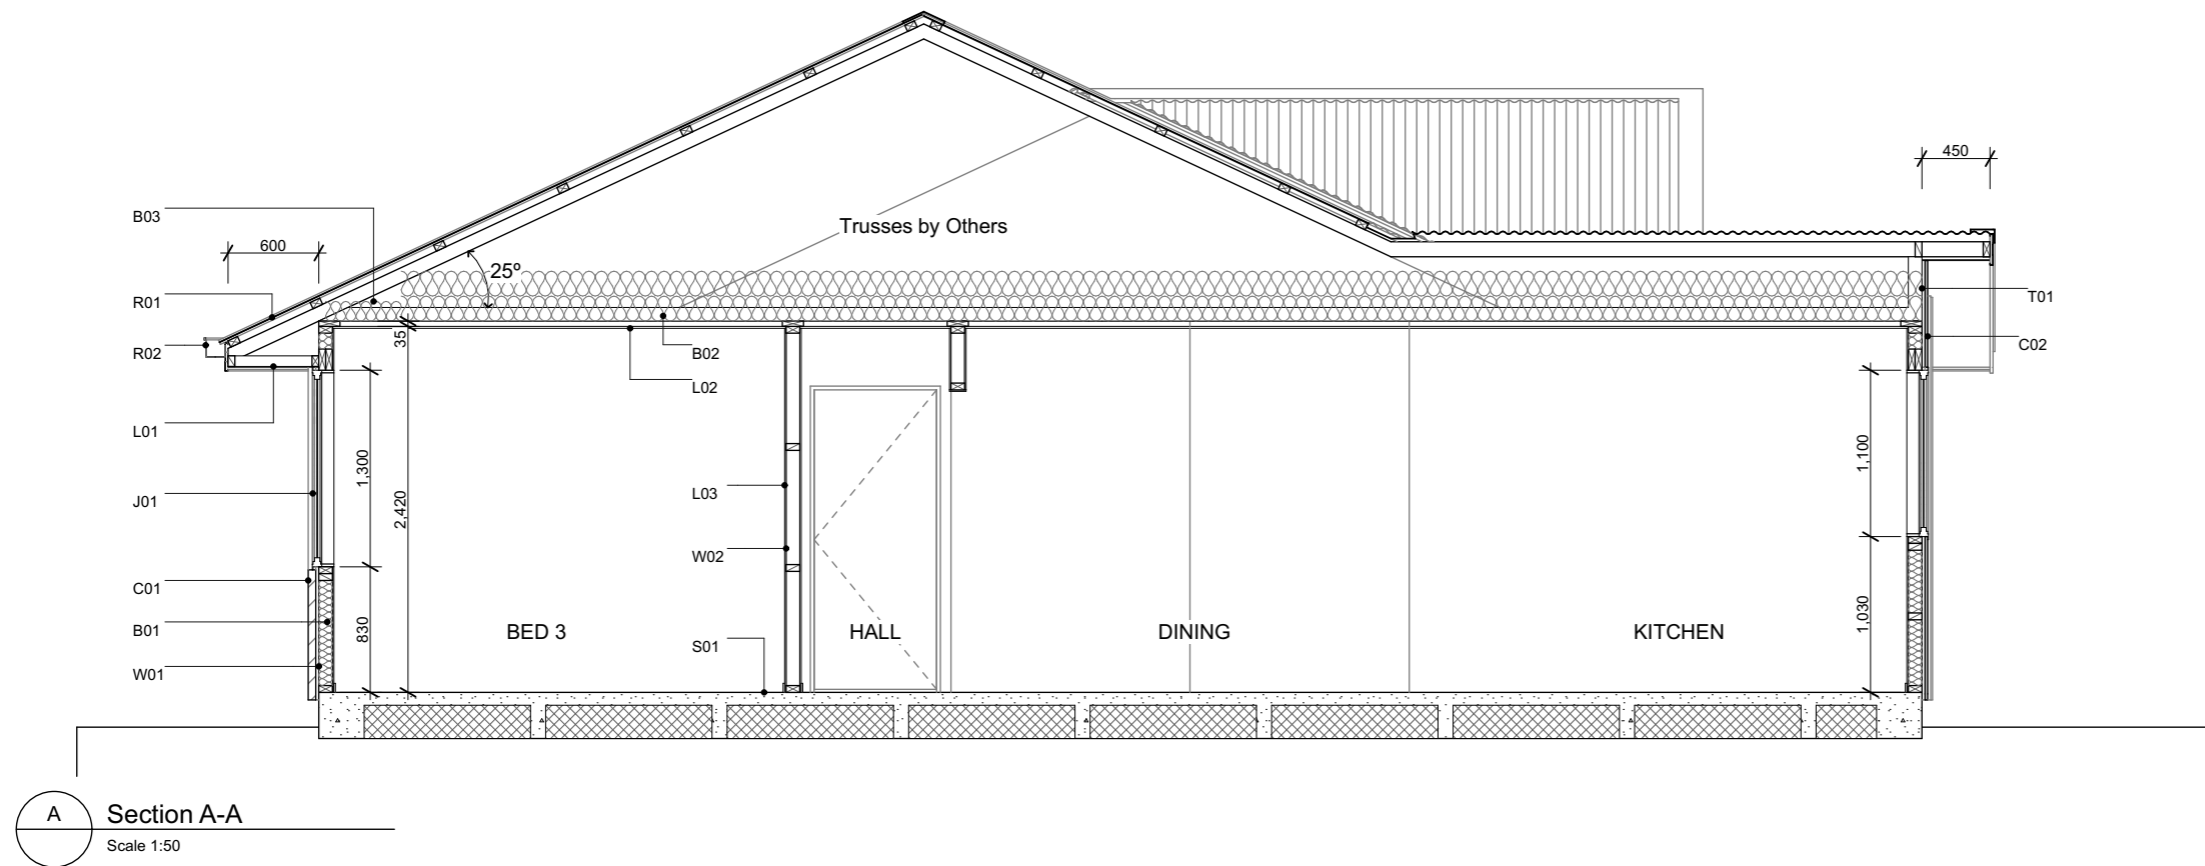 450
B03
600
Trusses by Others
25º
R01
T01
R02
35
B02
C02
L02
L01
1,300
1,100
J01
2,420
L03
W02
C01
B01
830
BED 3
HALL
DINING
KITCHEN
1,030
S01
W01
A
Section A-A
Scale 1:50